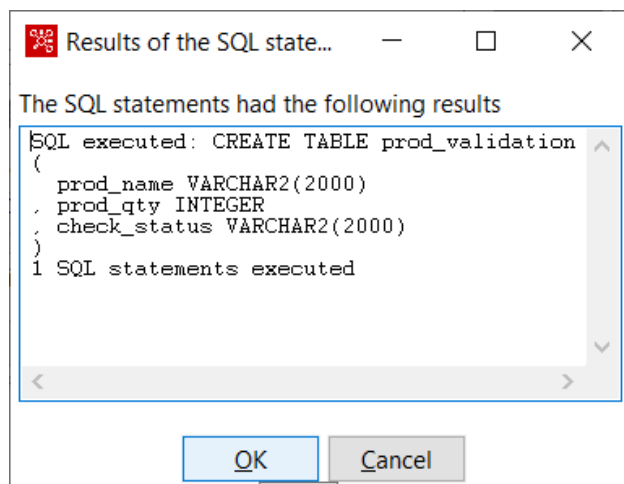 Results of the SQL state...
The SQL statements had the following results
SQL executed: CREATE TABLE prod_validation
(
  prod_name VARCHAR2(2000)
, prod_qty INTEGER
, check_status VARCHAR2(2000)
)
1 SQL statements executed
OK
Cancel